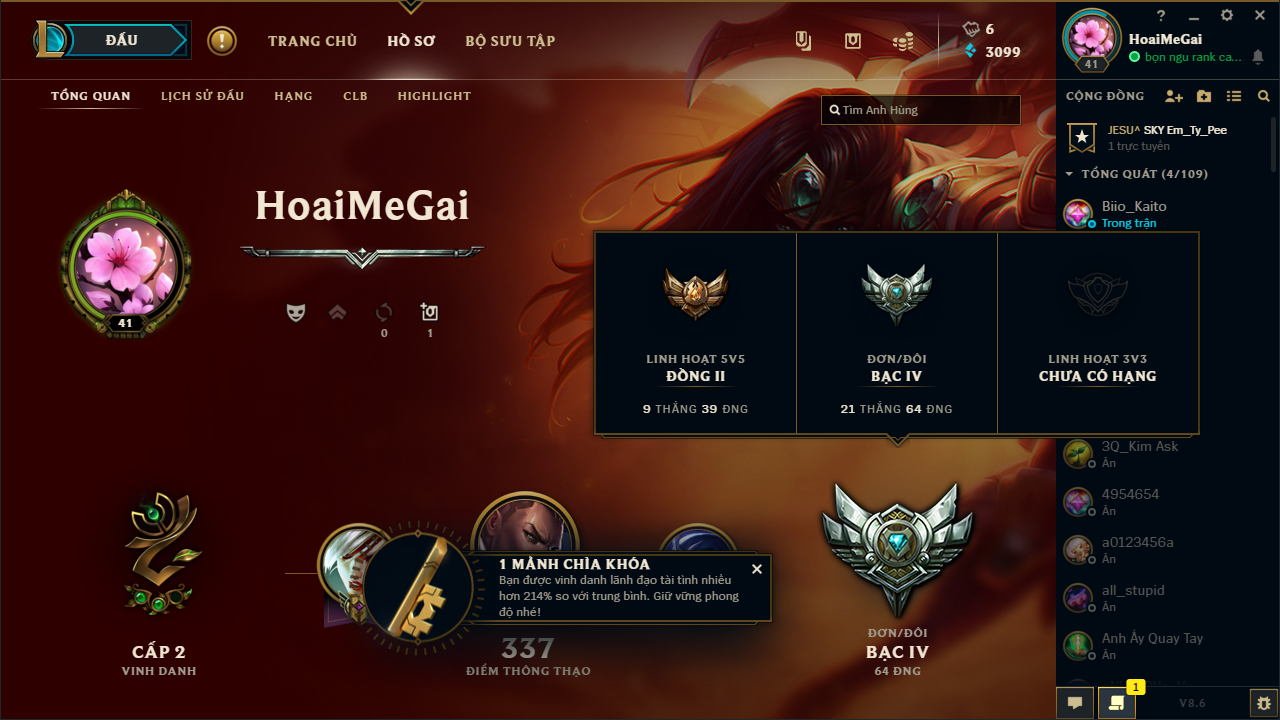 ĐẤU
TRANG CHỦ
HỒ SƠ
BỘ SƯU TẬP
6
3099
HoaiMeGai
bọn ngu rank ca...
41
TỔNG QUAN
LỊCH SỬ ĐẤU
HẠNG
CLB
HIGHLIGHT
Tìm Anh Hùng
CỘNG ĐỒNG
JESU^ SKY Em_Ty_Pee
1 trực tuyến
TỔNG QUÁT (4/109)
Biio_Kaito
Trong trận
HoaiMeGai
41
0
1
LINH HOẠT 5V5
ĐỒNG II
9 THẮNG 39 ĐNG
ĐƠN/ĐÔI
BẠC IV
21 THẮNG 64 ĐNG
LINH HOẠT 3V3
CHƯA CÓ HẠNG
3Q_Kim Ask
Ẩn
4954654
Ẩn
a0123456a
Ẩn
all_stupid
Ẩn
Anh Ấy Quay Tay
Ẩn
1 MẢNH CHÌA KHÓA
Bạn được vinh danh lãnh đạo tài tình nhiều
hơn 214% so với trung bình. Giữ vững phong
độ nhé!
CẤP 2
VINH DANH
337
ĐIỂM THÔNG THẠO
ĐƠN/ĐÔI
BẠC IV
64 ĐNG
1
V8.6